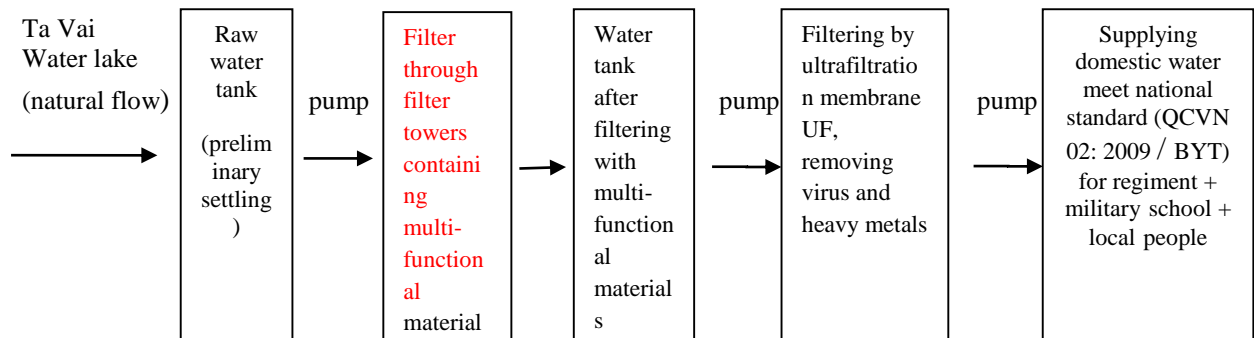 Ta Vai
Water lake
(natural flow)
Raw
water
tank
(prelim
inary
settling
)
pump
Filter
through
filter
towers
containi
ng
multi-
function
al
material
Water
tank
after
filtering
with
multi-
function
al
material
s
pump
Filtering by
ultrafiltratio
n membrane
UF,
removing
virus and
heavy metals
pump
Supplying
domestic water
meet national
standard (QCVN
02: 2009 / BYT)
for regiment +
military school +
local people